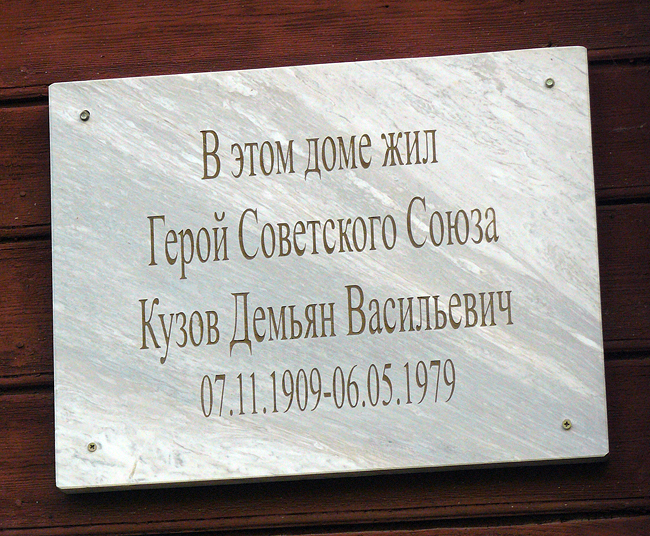 В этом доме жил
Герой Советского Союза
Кузов Демьян Васильевич
07.11.1909-06.05.1979